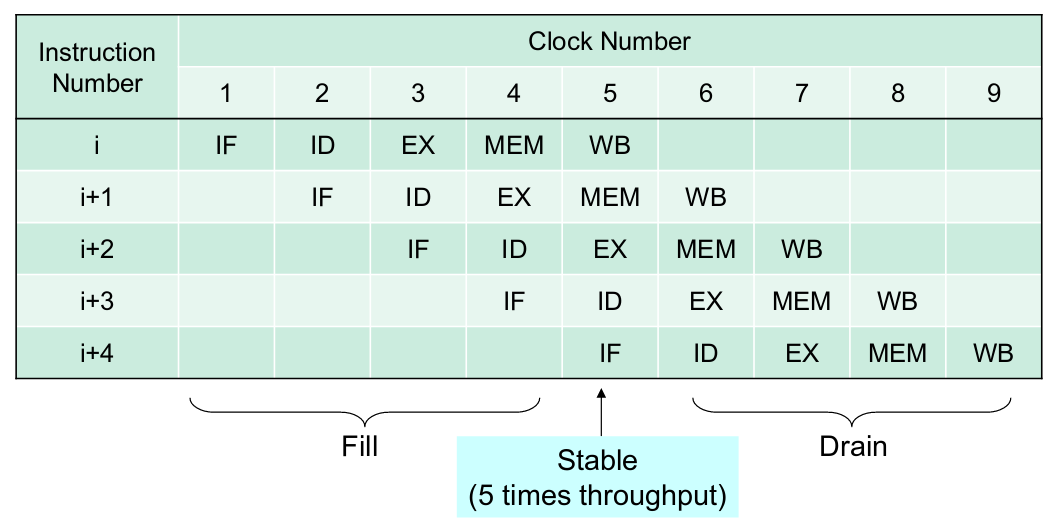 Instruction Number
Clock Number
1 2 3 4 5 6 7 8 9
i IF ID EX MEM WB
i+1 IF ID EX MEM WB
i+2 IF ID EX MEM WB
i+3 IF ID EX MEM WB
i+4 IF ID EX MEM WB
Fill
Stable
(5 times throughput)
Drain